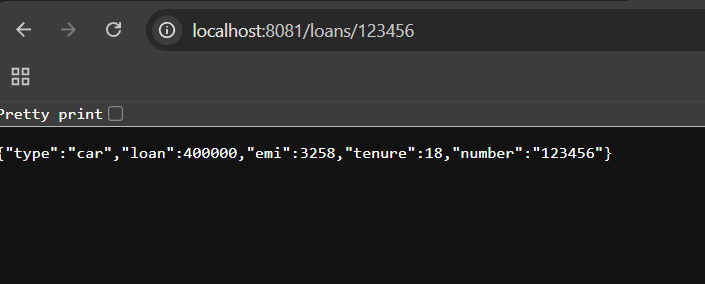 localhost:8081/loans/123456
Pretty print
{"type":"car","loan":400000,"emi":3258,"tenure":18,"number":"123456"}